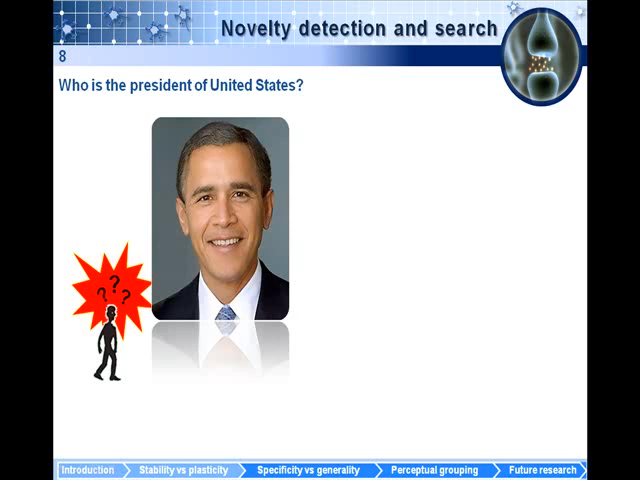 Novelty detection and search
8
Who is the president of United States?
? ? ?
Introduction Stability vs plasticity Specificity vs generality Perceptual grouping Future research